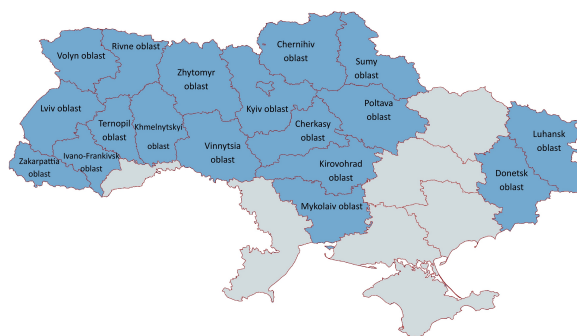 Volyn oblast
Rivne oblast
Zhytomyr
oblast
Chernihiv
oblast
Sumy
oblast
Lviv oblast
Ternopil
oblast
Khmelnytskyi
oblast
Kyiv oblast
Poltava
oblast
Cherkasy
oblast
Luhansk
oblast
Zakarpattia
oblast
Ivano-Frankivsk
oblast
Vinnytsia
oblast
Kirovohrad
oblast
Donetsk
oblast
Mykolaiv oblast